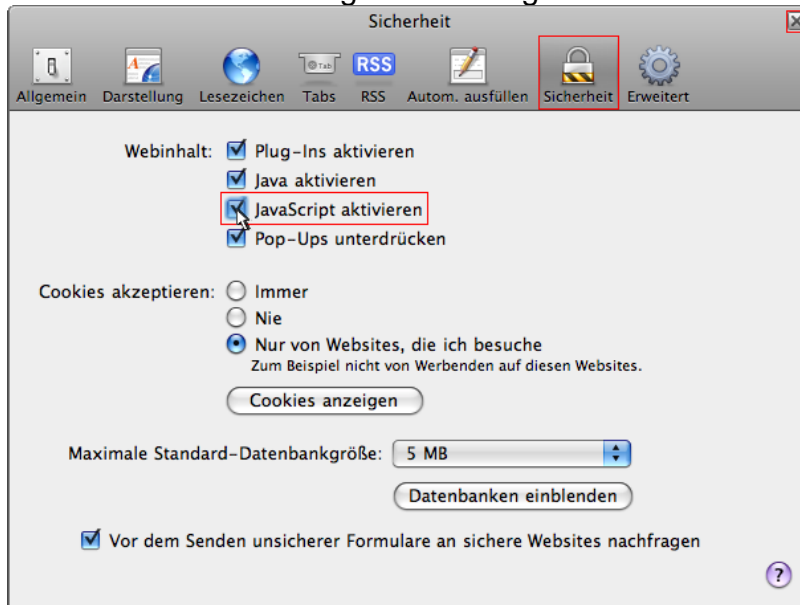 Sicherheit
Allgemein Darstellung Lesezeichen Tabs RSS Autom. ausfüllen Sicherheit Erweitert
Tab
RSS
Webinhalt: Plug-Ins aktivieren
Java aktivieren
JavaScript aktivieren
Pop-Ups unterdrücken
Cookies akzeptieren: Immer
Nie
Nur von Websites, die ich besuche
Zum Beispiel nicht von Werbenden auf diesen Websites.
Cookies anzeigen
Maximale Standard-Datenbankgröße: 5 MB
Datenbanken einblenden
Vor dem Senden unsicherer Formulare an sichere Websites nachfragen
?